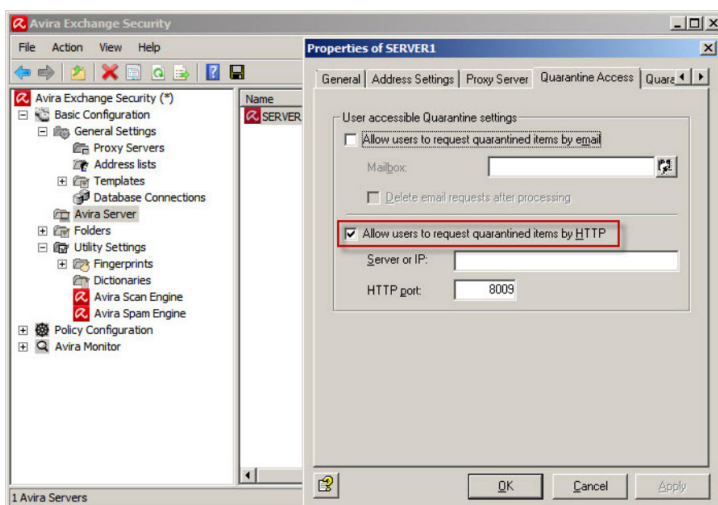 Avira Exchange Security
File Action View Help
Avira Exchange Security (*)
Basic Configuration
General Settings
Proxy Servers
Address lists
Templates
Database Connections
Avira Server
Folders
Utility Settings
Fingerprints
Dictionaries
Avira Scan Engine
Avira Spam Engine
Policy Configuration
Avira Monitor
Name
SERVER
1 Avira Servers
Properties of SERVER1
General Address Settings Proxy Server Quarantine Access Quara
User accessible Quarantine settings
Allow users to request quarantined items by email
Mailbox:
Delete email requests after processing
Allow users to request quarantined items by HTTP
Server or IP:
HTTP port: 8009
OK Cancel Apply